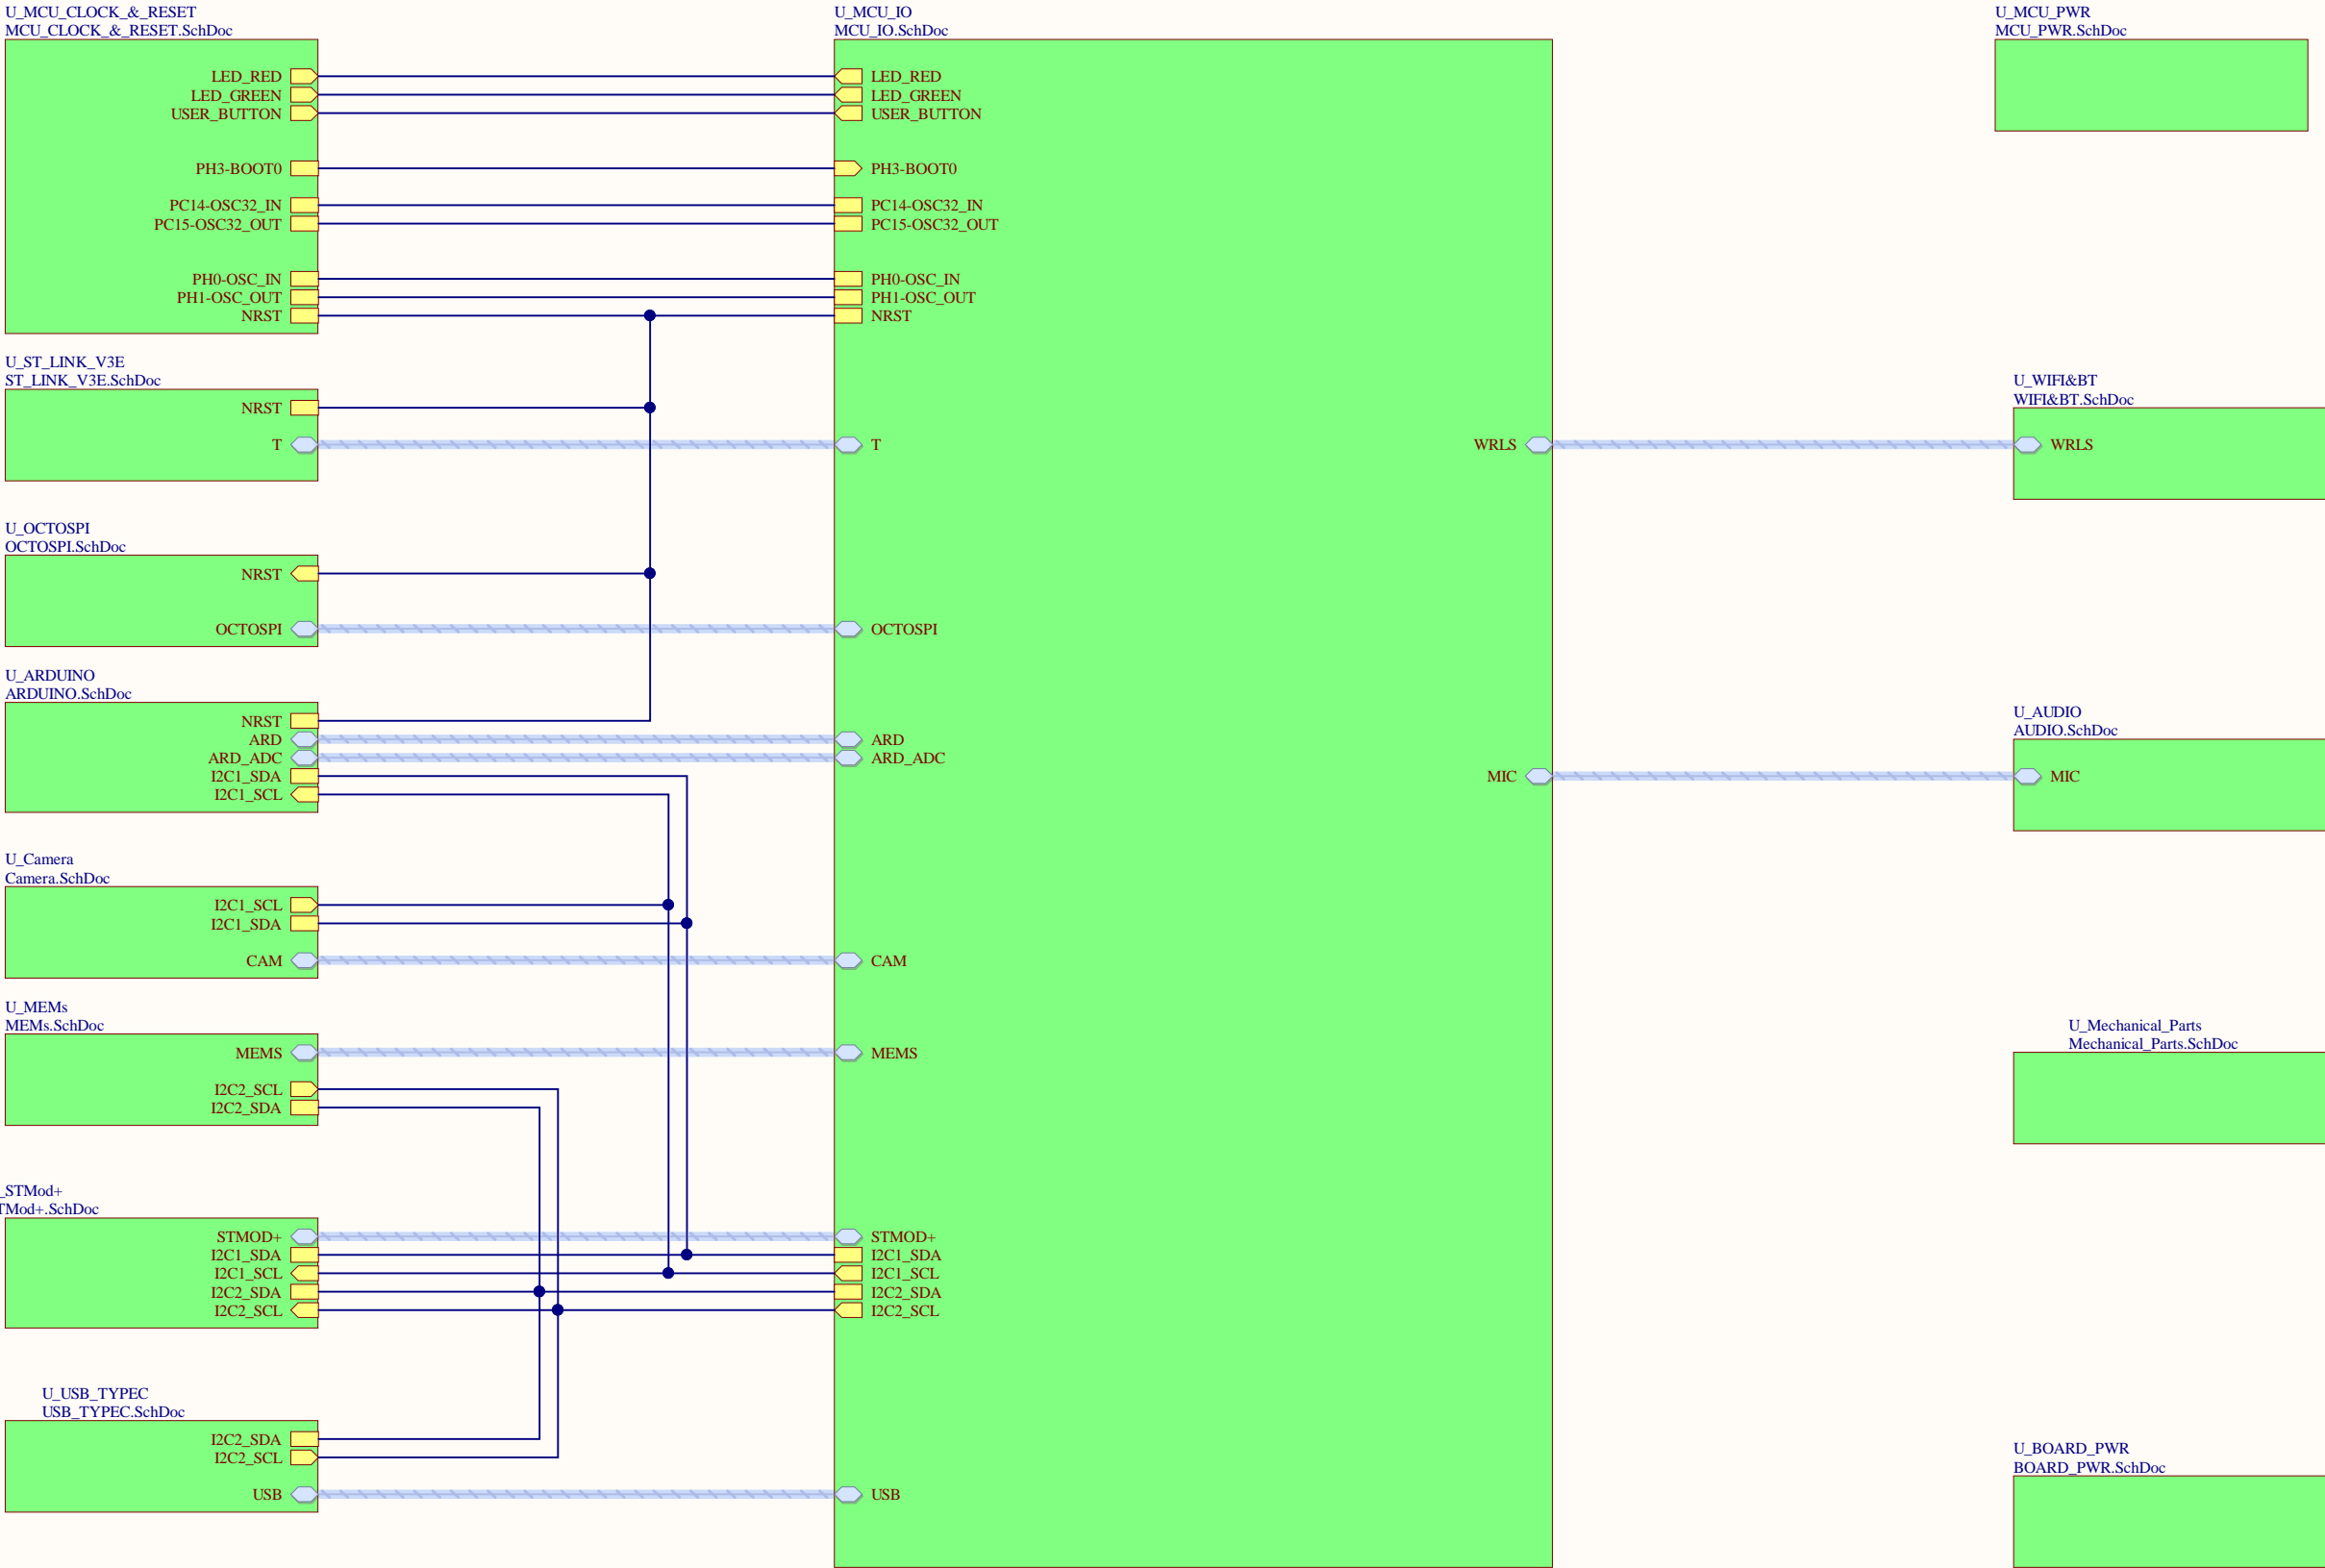 U_MCU_CLOCK_&_RESET
MCU_CLOCK_&_RESET.SchDoc
LED_RED
LED_GREEN
USER_BUTTON
PH3-BOOT0
PC14-OSC32_IN
PC15-OSC32_OUT
PH0-OSC_IN
PH1-OSC_OUT
NRST
U_ST_LINK_V3E
ST_LINK_V3E.SchDoc
NRST
T
U_OCTOSPI
OCTOSPI.SchDoc
NRST
OCTOSPI
U_ARDUINO
ARDUINO.SchDoc
NRST
ARD
ARD_ADC
I2C1_SDA
I2C1_SCL
U_Camera
Camera.SchDoc
I2C1_SCL
I2C1_SDA
CAM
U_MEMs
MEMs.SchDoc
MEMS
I2C2_SCL
I2C2_SDA
_STMod+
TMod+.SchDoc
STMOD+
I2C1_SDA
I2C1_SCL
I2C2_SDA
I2C2_SCL
U_USB_TYPEC
USB_TYPEC.SchDoc
I2C2_SDA
I2C2_SCL
USB
U_MCU_IO
MCU_IO.SchDoc
LED_RED
LED_GREEN
USER_BUTTON
PH3-BOOT0
PC14-OSC32_IN
PC15-OSC32_OUT
PH0-OSC_IN
PH1-OSC_OUT
NRST
T
OCTOSPI
ARD
ARD_ADC
CAM
MEMS
STMOD+
I2C1_SDA
I2C1_SCL
I2C2_SDA
I2C2_SCL
USB
WRLS
MIC
U_MCU_PWR
MCU_PWR.SchDoc
U_WIFI&BT
WIFI&BT.SchDoc
WRLS
U_AUDIO
AUDIO.SchDoc
MIC
U_Mechanical_Parts
Mechanical_Parts.SchDoc
U_BOARD_PWR
BOARD_PWR.SchDoc